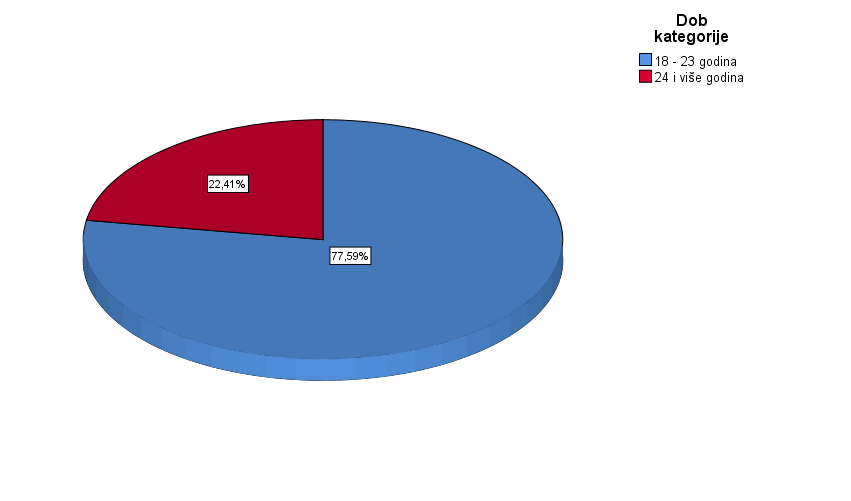 Dob
kategorije
18 - 23 godina
24 i više godina
22,41%
77,59%